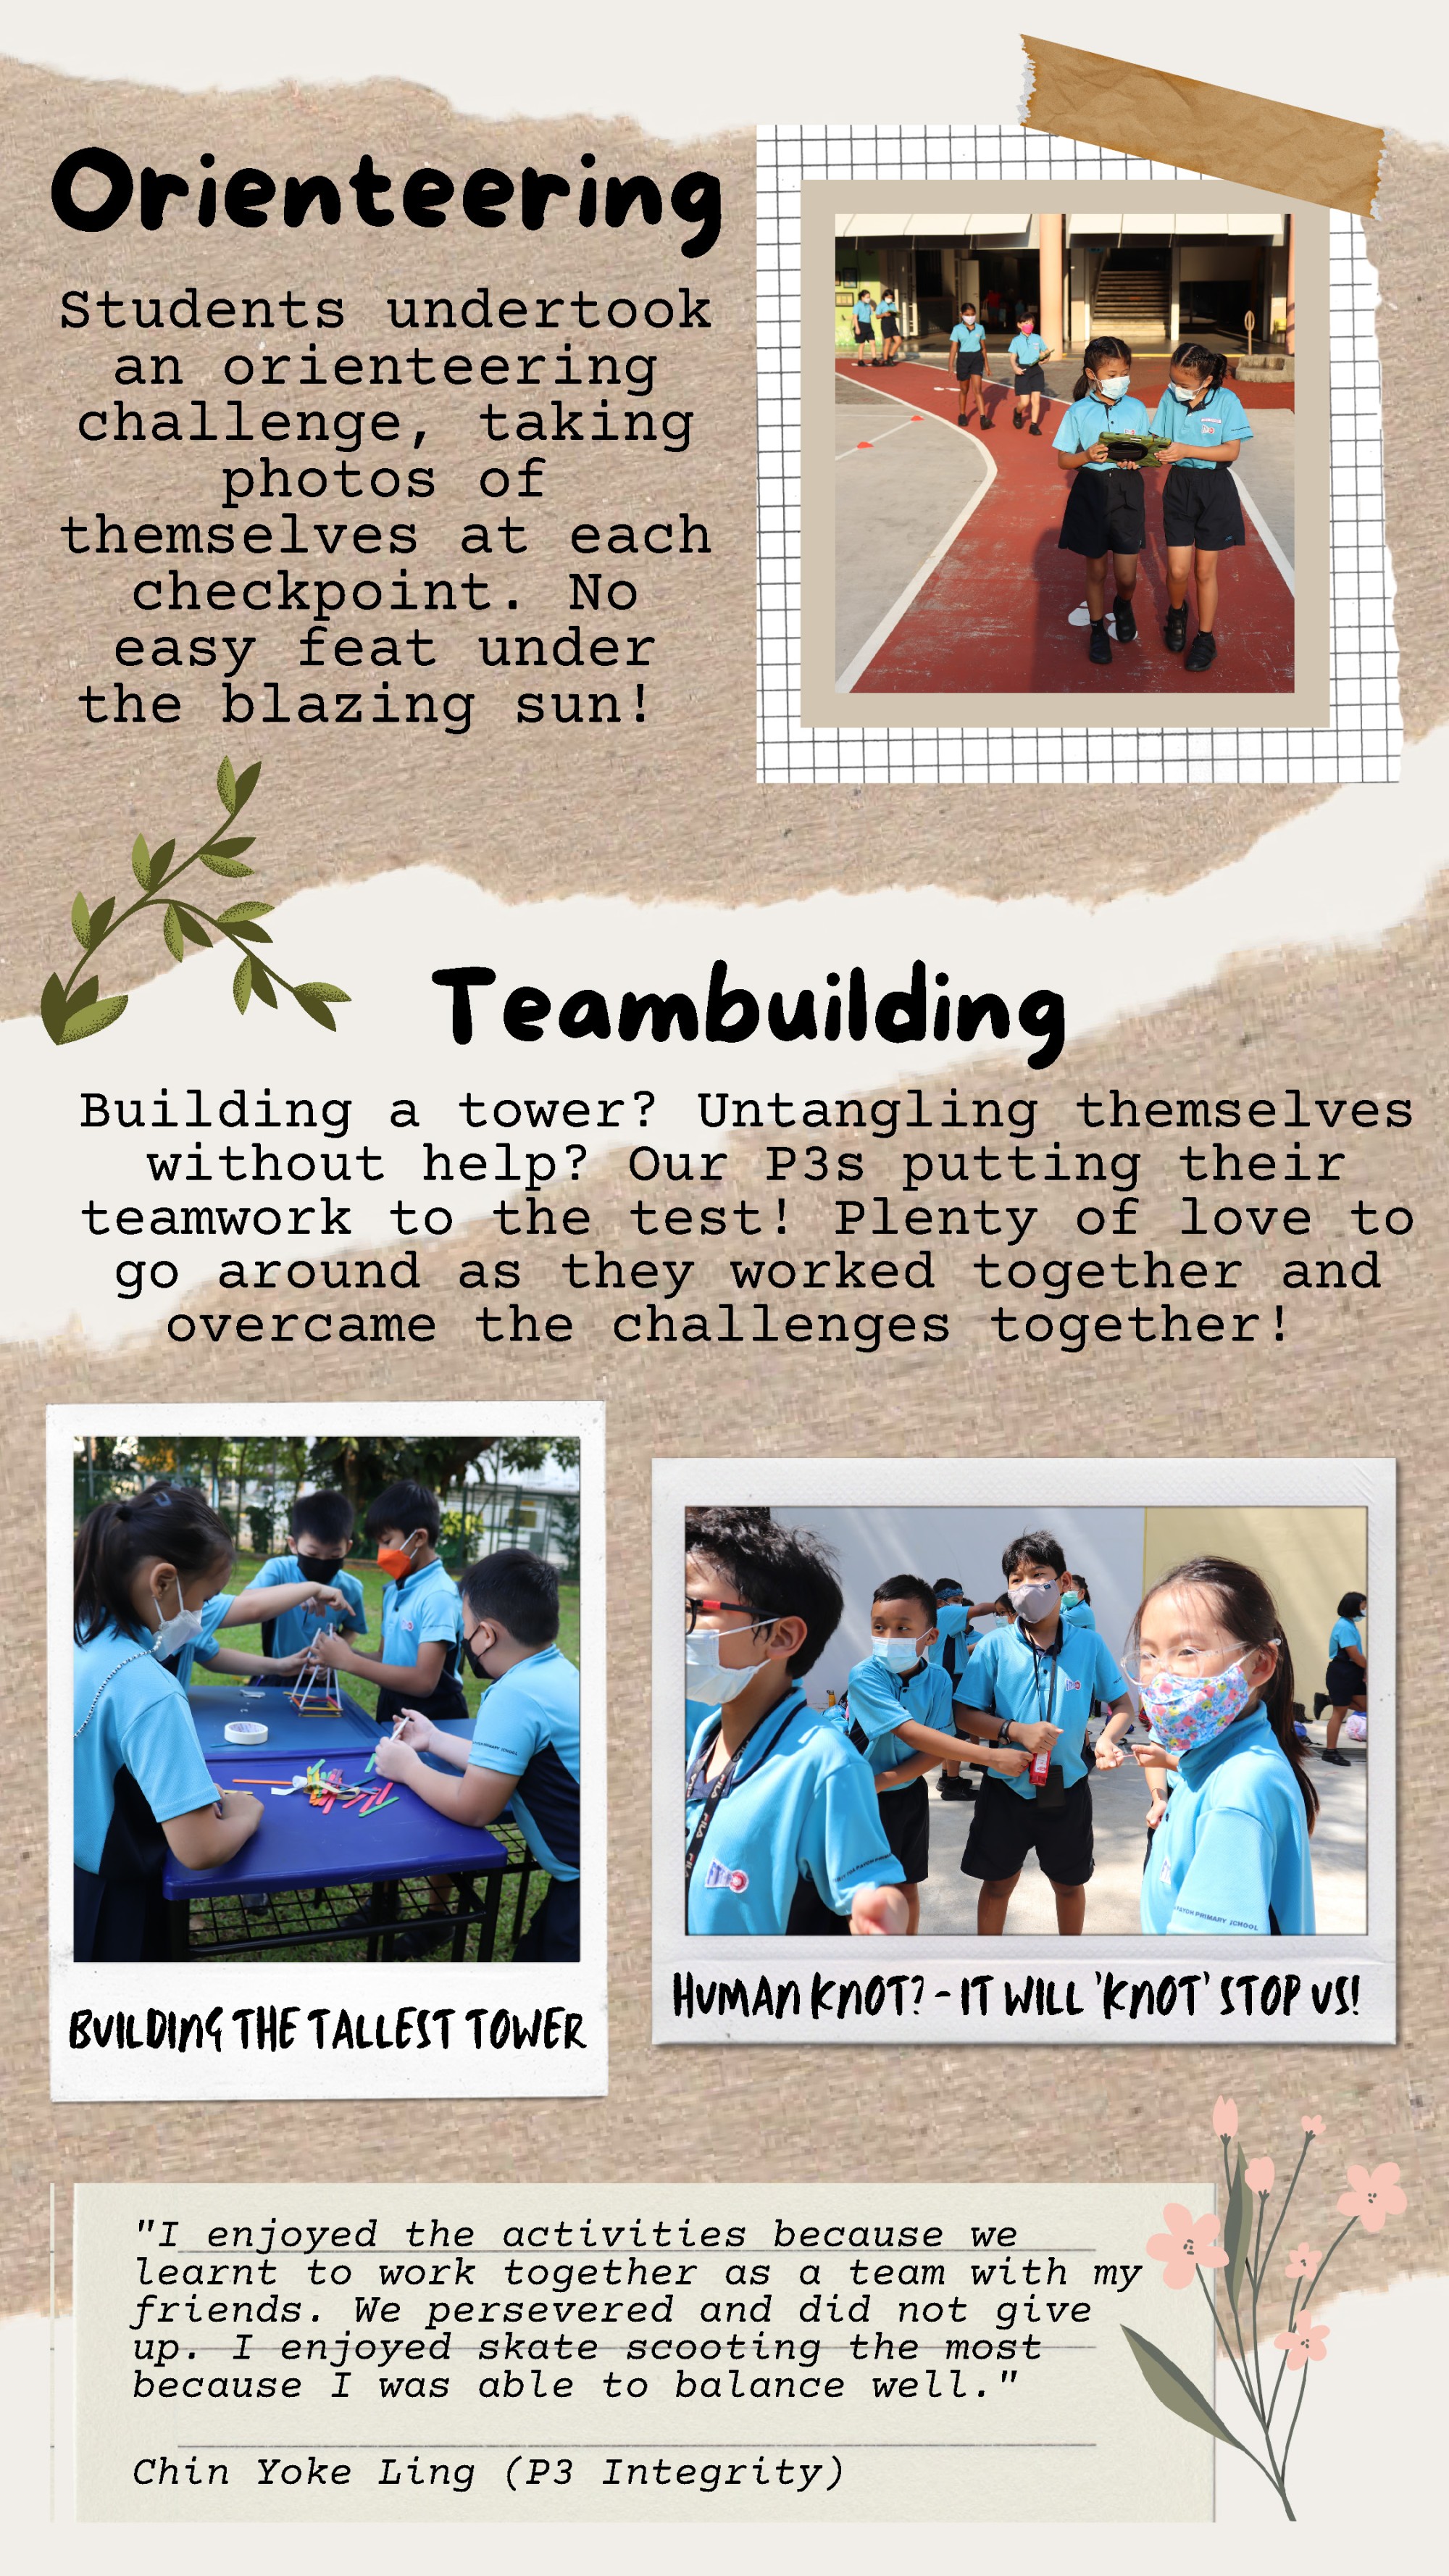 Orienteering
Students undertook
an orienteering
challenge, taking
photos of
themselves at each
checkpoint. No
easy feat under
the blazing sun!
Teambuilding
Building a tower? Untangling themselves
without help? Our P3s putting their
teamwork to the test! Plenty of love to
go around as they worked together and
overcame the challenges together!
BUILDING THE TALLEST TOWER
FILA
PAYOH PRIMARY SCHOOL
HUMAN KNOT? - IT WILL 'KNOT' STOP US!
"I enjoyed the activities because we
learnt to work together as a team with my
friends. We persevered and did not give
up. I enjoyed skate scooting the most
because I was able to balance well."
Chin Yoke Ling (P3 Integrity)